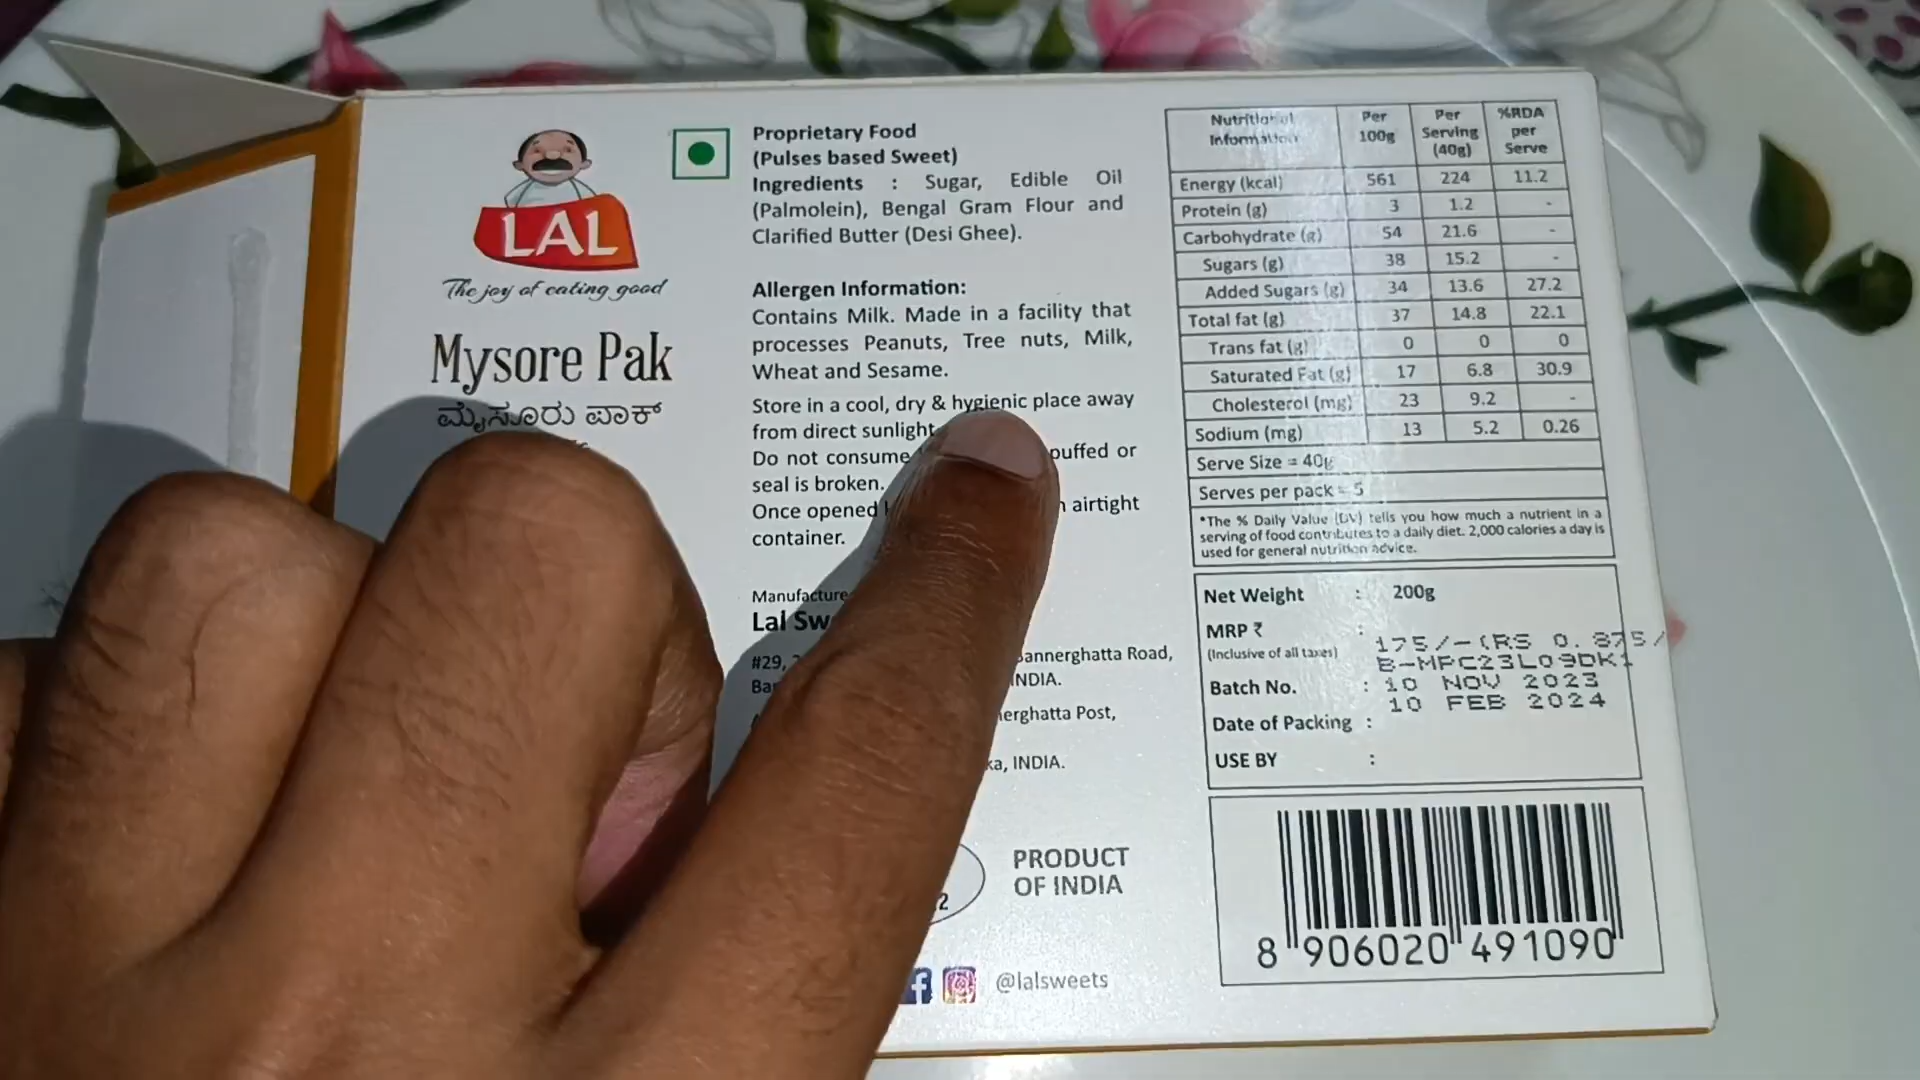 LAL
The joy of eating good
Mysore Pak
ಮೈಸೂರು ಪಾಕ್
Proprietary Food
(Pulses based Sweet)
Ingredients : Sugar, Edible Oil
(Palmolein), Bengal Gram Flour and
Clarified Butter (Desi Ghee).
Allergen Information:
Contains Milk. Made in a facility that
processes Peanuts, Tree nuts, Milk,
Wheat and Sesame.
Store in a cool, dry & hygienic place away
from direct sunlight
Do not consume puffed or
seal is broken.
Once opened airtight
container.
Manufacture
Lal Sw
#29,
Bannerghatta Road,
INDIA.
Post,
INDIA.
2
PRODUCT
OF INDIA
@lalsweets
Nutritional Information Per 100g Per Serving (40g) %RDA per Serve
Energy (kcal) 561 224 11.2
Protein (g) 3 1.2 -
Carbohydrate (g) 54 21.6 -
Sugars (g) 38 15.2 -
Added Sugars (g) 34 13.6 27.2
Total fat (g) 37 14.8 22.1
Trans fat (g) 0 0 0
Saturated Fat (g) 17 6.8 30.9
Cholesterol (mg) 23 9.2 -
Sodium (mg) 13 5.2 0.26
Serve Size = 40g
Serves per pack = 5
*The % Daily Value (DV) tells you how much a nutrient in a
serving of food contributes to a daily diet. 2,000 calories a day is
used for general nutrition advice.
Net Weight : 200g
MRP ₹ :
(Inclusive of all taxes)
175/-(RS 0.875/
B-MPC23L09DK1
Batch No. :
10 NOV 2023
10 FEB 2024
Date of Packing :
USE BY :
8 906020 491090